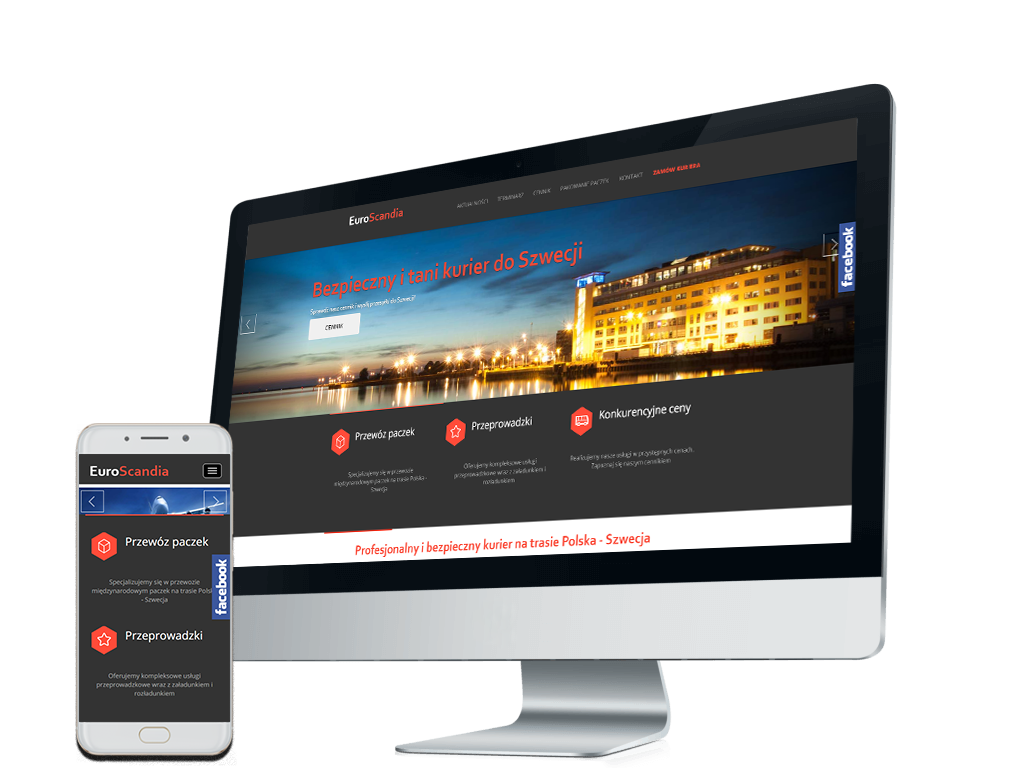 EuroScandia
AKTUALNOŚCI TERMINARZ CENNIK PAKOWANIE PACZEK KONTAKT ZAMÓW KURIERA
Bezpieczny i tani kurier do Szwecji
Sprawdź nasz cennik i wyślij przesyłkę do Szwecji!
CENNIK
facebook
Przewóz paczek
Przeprowadzki
Konkurencyjne ceny
Specjalizujemy się w przewozie
międzynarodowym paczek na trasie Polska -
Szwecja
Oferujemy kompleksowe usługi
przeprowadzkowe wraz z załadunkiem i
rozładunkiem
Realizujemy nasze usługi w przystępnych cenach.
Zapoznaj się naszym cennikiem
Profesjonalny i bezpieczny kurier na trasie Polska - Szwecja
EuroScandia
Przewóz paczek
Specjalizujemy się w przewozie
międzynarodowym paczek na trasie Pols
- Szwecja
facebook
Przeprowadzki
Oferujemy kompleksowe usługi
przeprowadzkowe wraz z załadunkiem i
rozładunkiem